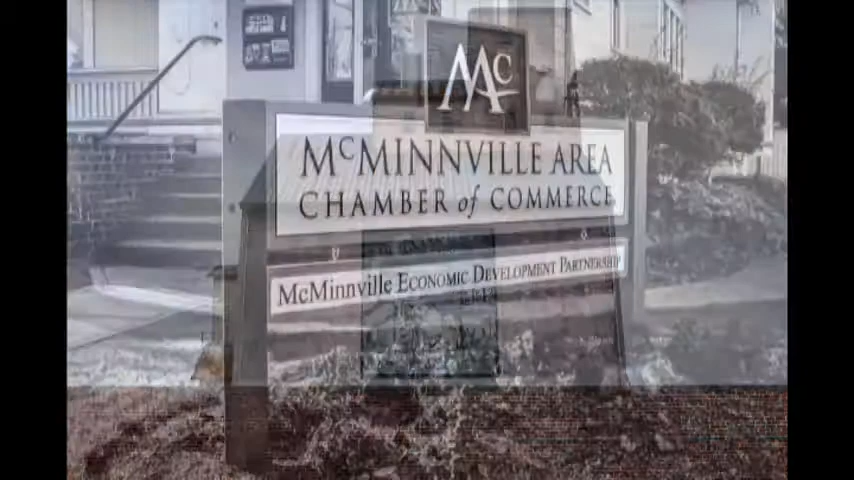 Mc
McMINNVILLE AREA
CHAMBER of COMMERCE
McMINNVILLE ECONOMIC DEVELOPMENT PARTNERSHIP